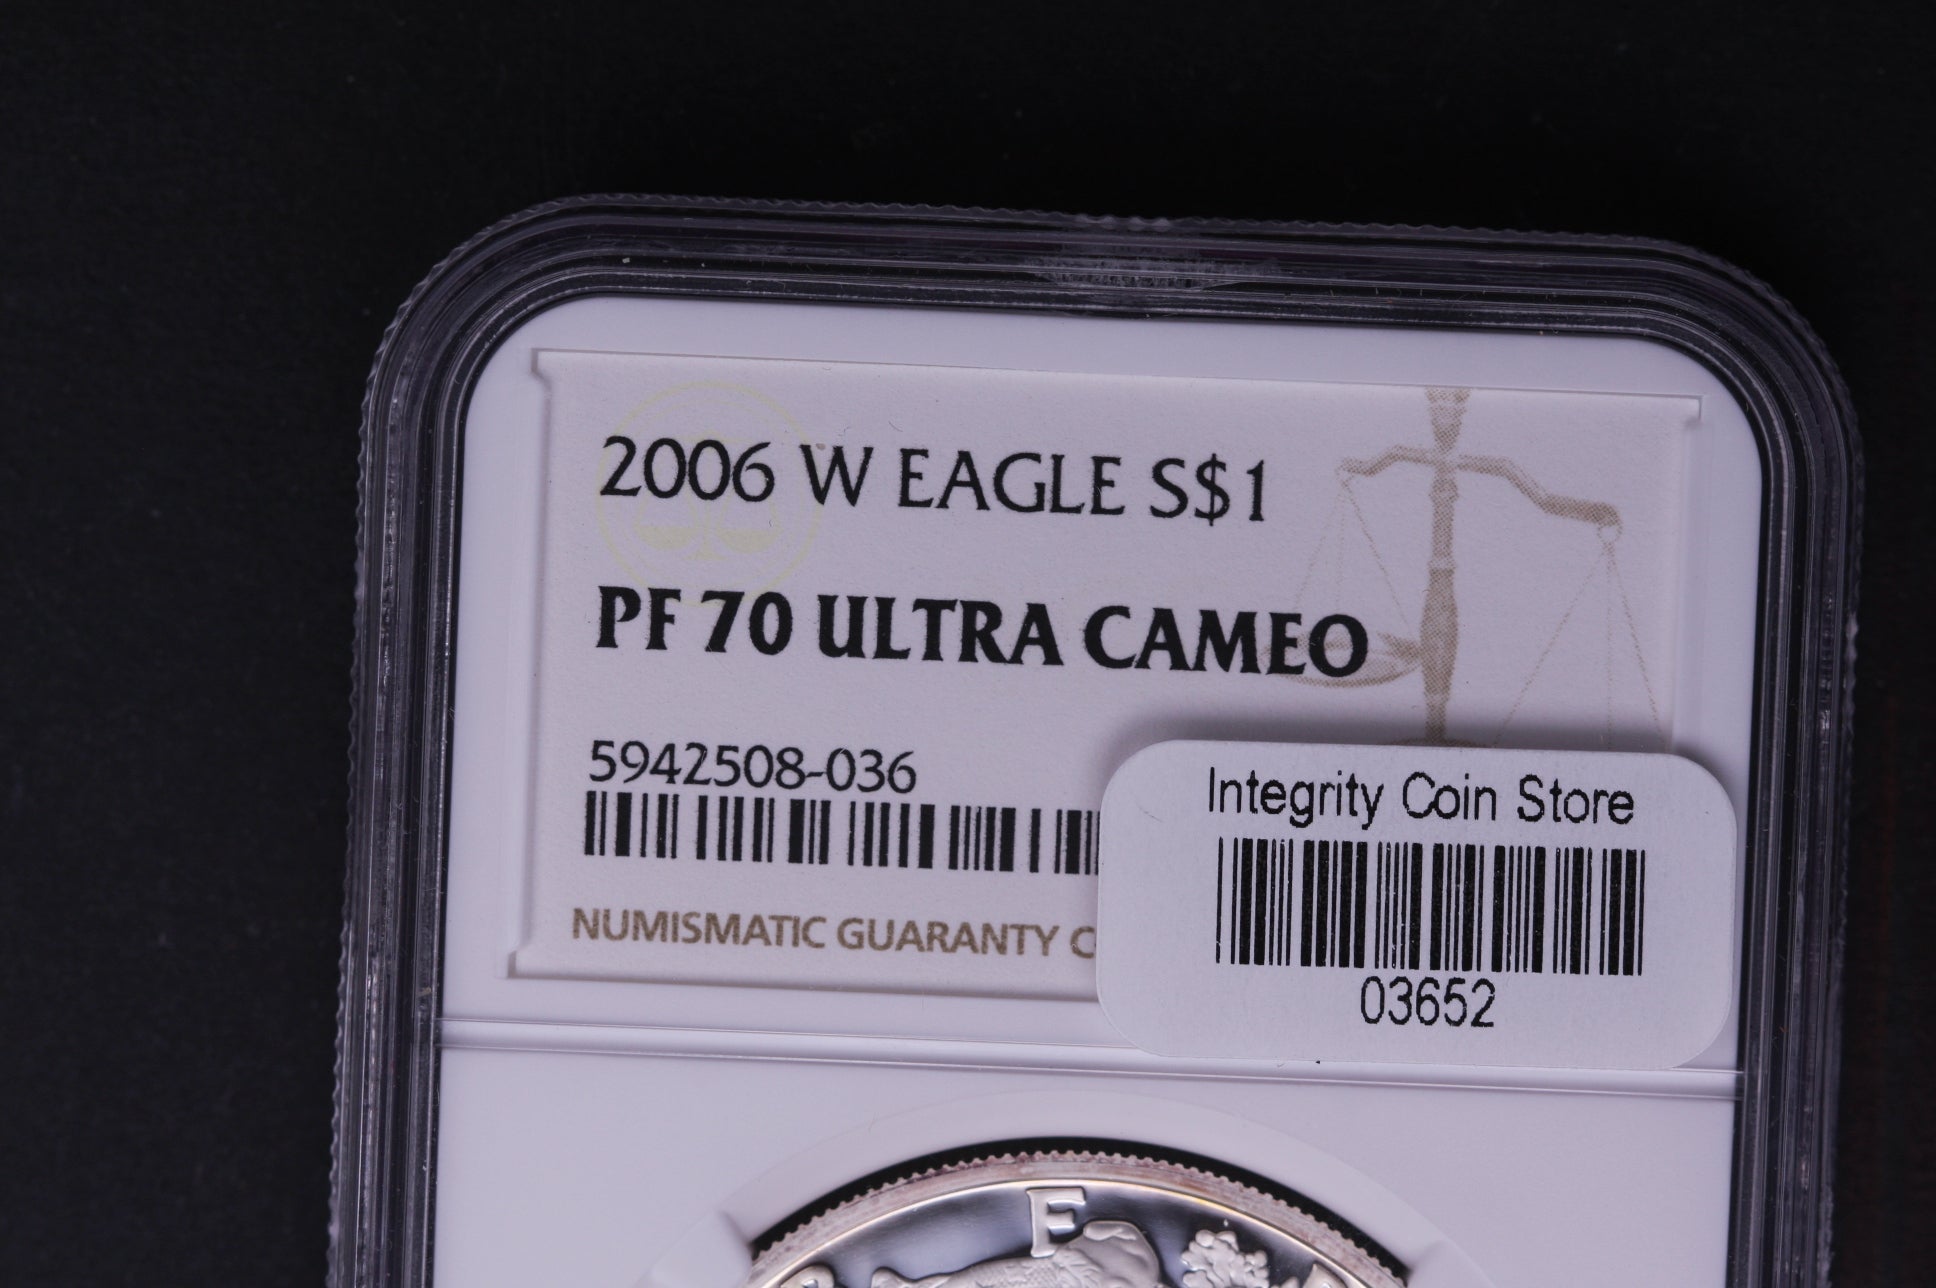 2006 W EAGLE S$1
PF 70 ULTRA CAMEO
5942508-036
NUMISMATIC GUARANTY C
Integrity Coin Store
03652
E